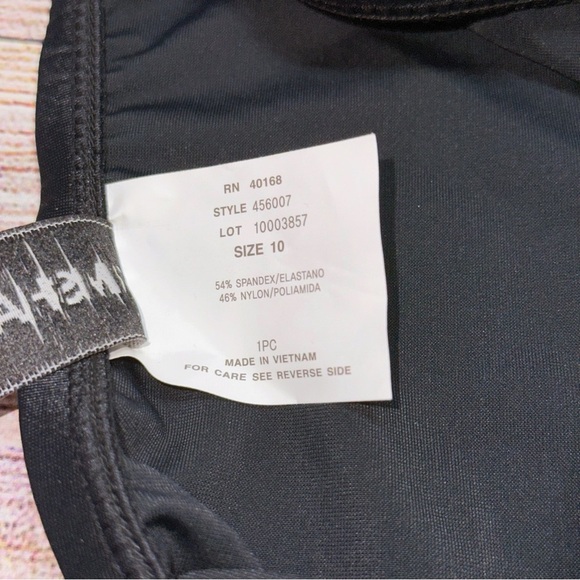 RN 40168
STYLE 456007
LOT 10003857
SIZE 10
54% SPANDEX/ELASTANO
46% NYLON/POLIAMIDA
1PC
MADE IN VIETNAM
FOR CARE SEE REVERSE SIDE